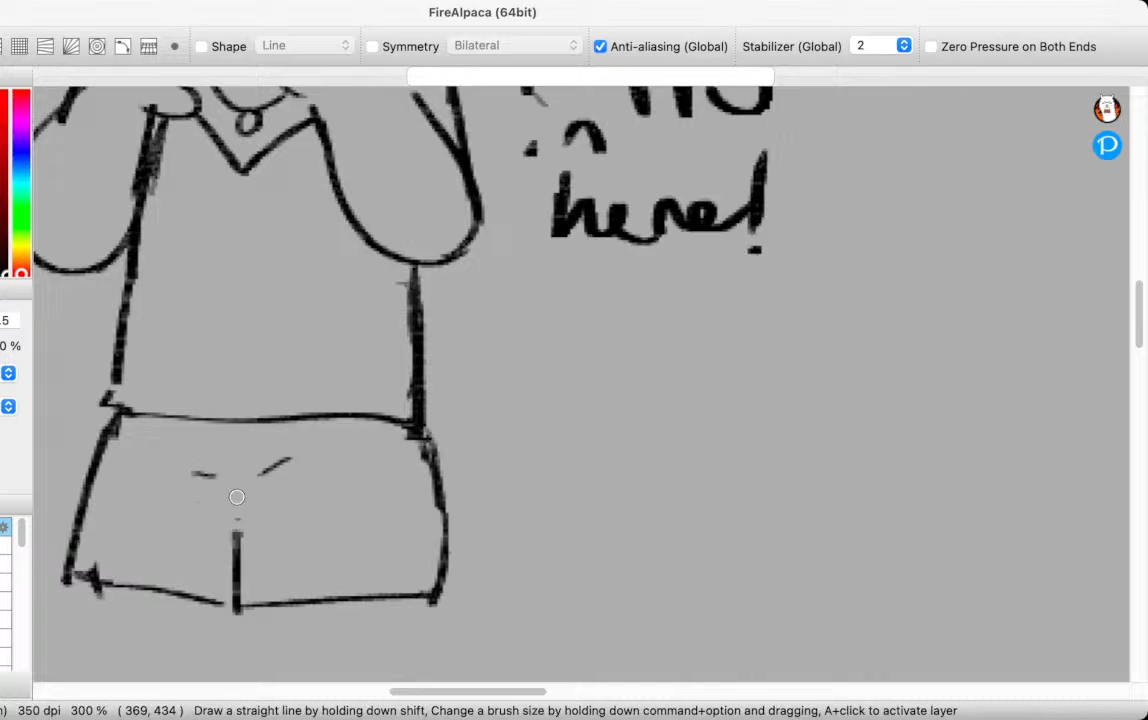 FireAlpaca (64bit)
Shape Line Symmetry Bilateral Anti-aliasing (Global) Stabilizer (Global) 2 Zero Pressure on Both Ends
here!
.5
0 %
) 350 dpi 300 % ( 369, 434 ) Draw a straight line by holding down shift, Change a brush size by holding down command+option and dragging, A+click to activate layer